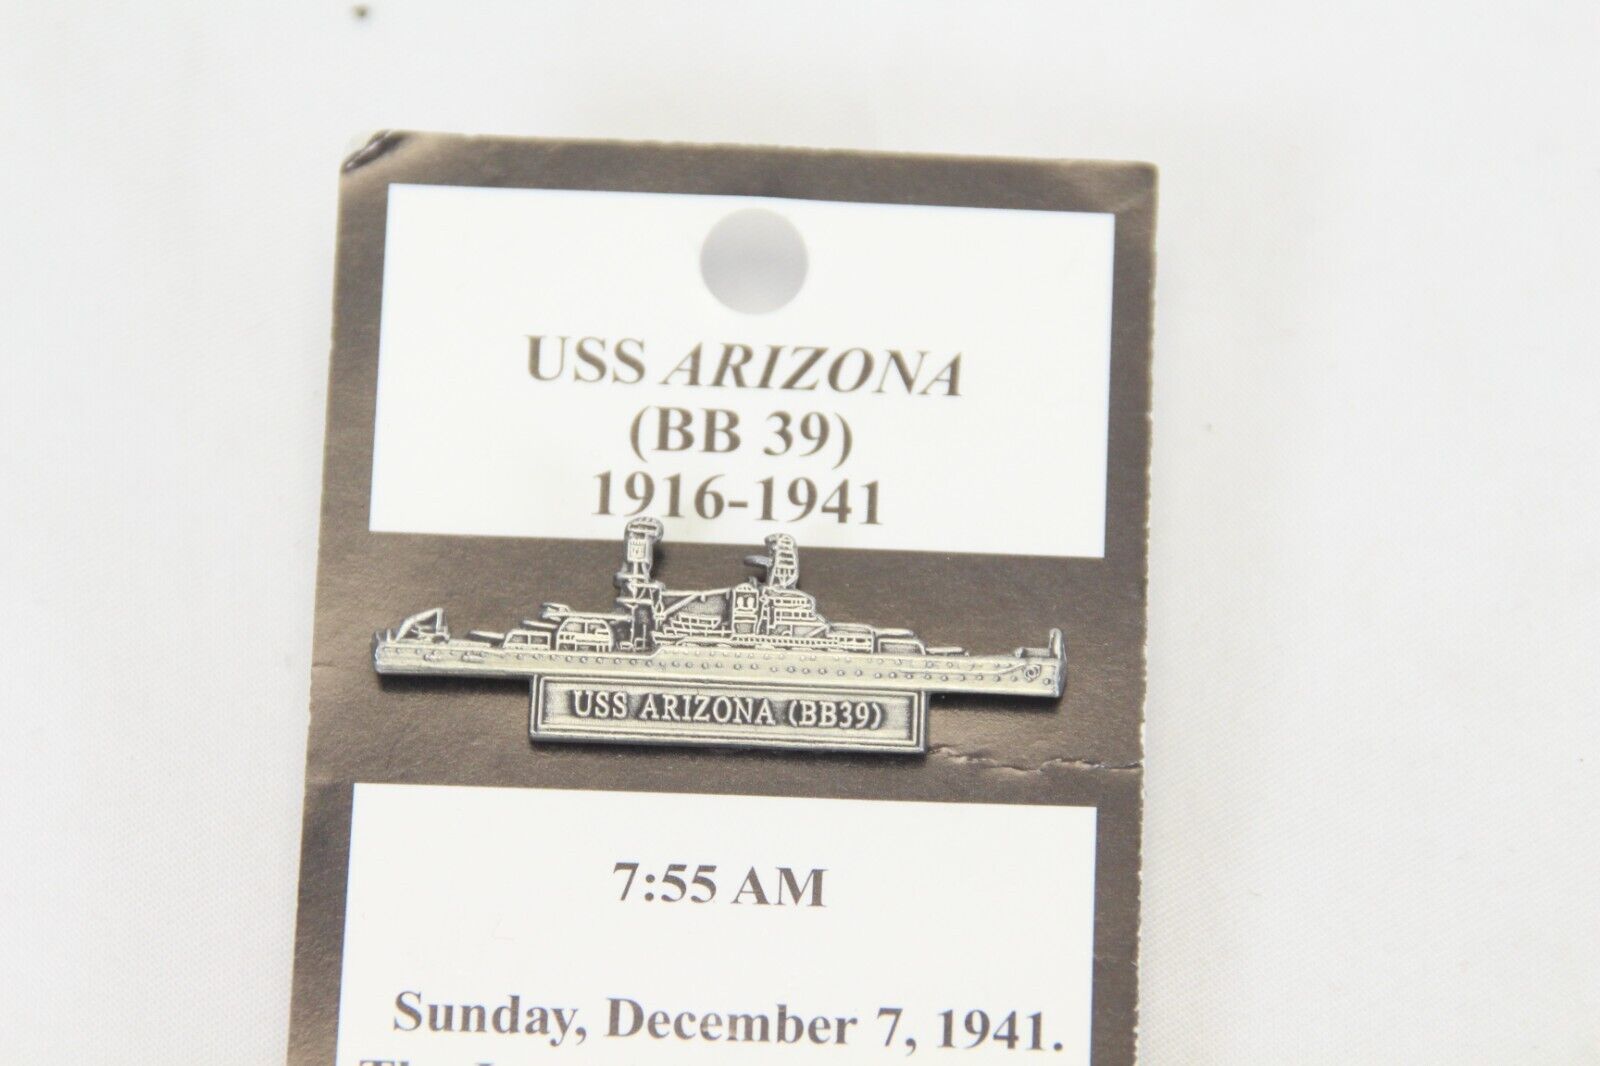 USS ARIZONA
(BB 39)
1916-1941
USS ARIZONA (BB39)
7:55 AM
Sunday, December 7, 1941.